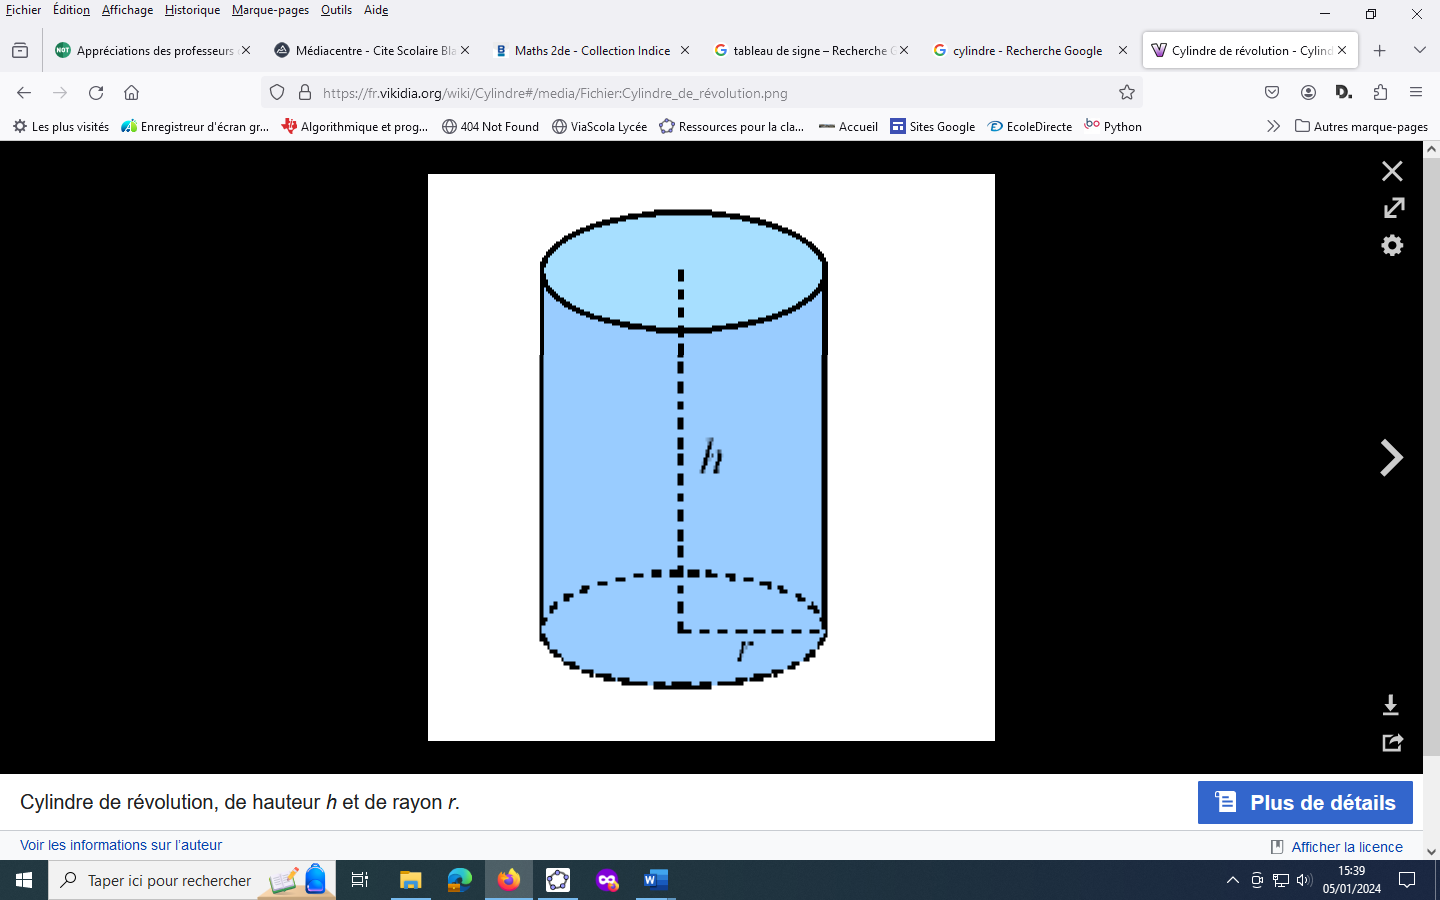 Fichier Édition Affichage Historique Marque-pages Outils Aide
Appréciations des professeurs Médiacentre - Cite Scolaire Bla Maths 2de - Collection Indice tableau de signe – Recherche G cylindre - Recherche Google Cylindre de révolution - Cylind
https://fr.vikidia.org/wiki/Cylindre#/media/Fichier:Cylindre_de_révolution.png
Les plus visités Enregistreur d'écran gr... Algorithmique et prog... 404 Not Found ViaScola Lycée Ressources pour la cla... Accueil Sites Google EcoleDirecte Python Autres marque-pages
h
r
Cylindre de révolution, de hauteur h et de rayon r.
Plus de détails
Voir les informations sur l'auteur
Afficher la licence
Taper ici pour rechercher
15:39
05/01/2024